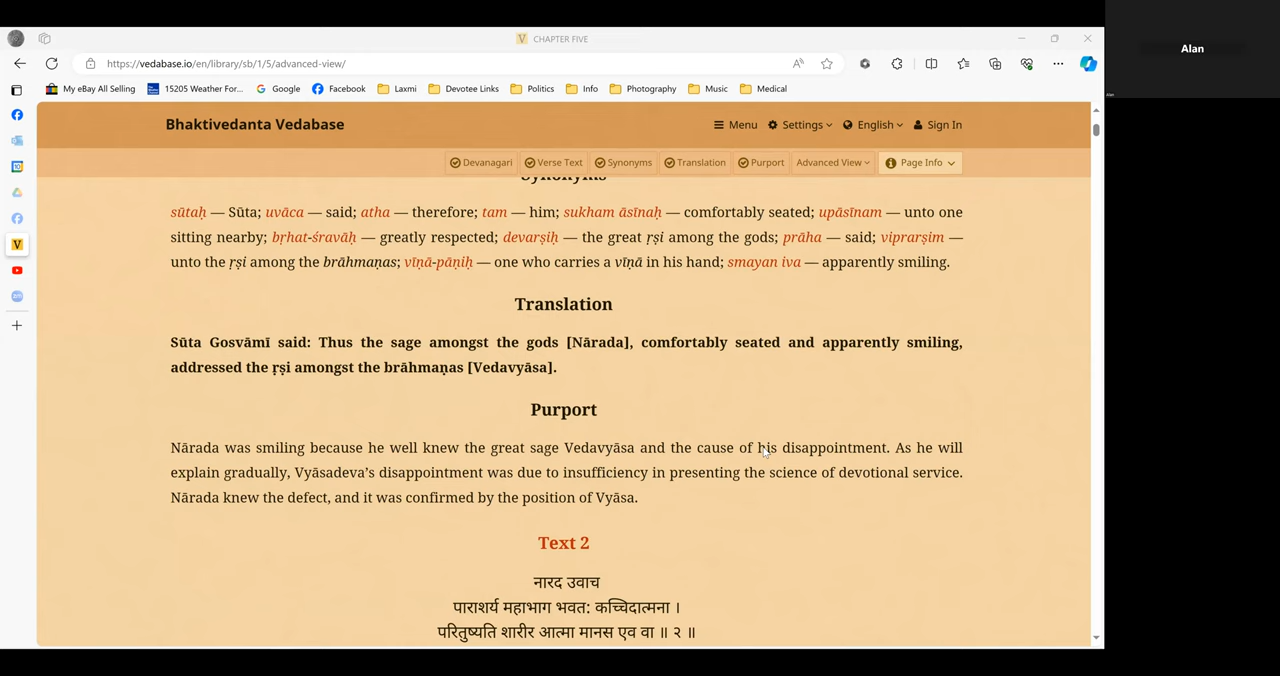 CHAPTER FIVE
https://vedabase.io/en/library/sb/1/5/advanced-view/
My eBay All Selling
15205 Weather For...
Google
Facebook
Laxmi
Devotee Links
Politics
Info
Photography
Music
Medical
Bhaktivedanta Vedabase
Menu
Settings
English
Sign In
Devanagari
Verse Text
Synonyms
Translation
Purport
Advanced View
Page Info
Synonyms
sūtaḥ — Sūta; uvāca — said; atha — therefore; tam — him; sukham āsīnaḥ — comfortably seated; upāsīnam — unto one
sitting nearby; bṛhat-śravāḥ — greatly respected; devarṣiḥ — the great ṛṣi among the gods; prāha — said; viprarṣim —
unto the ṛṣi among the brāhmaṇas; vīṇā-pāṇiḥ — one who carries a vīṇā in his hand; smayan iva — apparently smiling.
Translation
Sūta Gosvāmī said: Thus the sage amongst the gods [Nārada], comfortably seated and apparently smiling,
addressed the ṛṣi amongst the brāhmaṇas [Vedavyāsa].
Purport
Nārada was smiling because he well knew the great sage Vedavyāsa and the cause of his disappointment. As he will
explain gradually, Vyāsadeva’s disappointment was due to insufficiency in presenting the science of devotional service.
Nārada knew the defect, and it was confirmed by the position of Vyāsa.
Text 2
नारद उवाच
पाराशर्य महाभाग भवत: कच्चिदात्मना ।
परितुष्यति शारीर आत्मा मानस एव वा ॥ २ ॥
Alan
Alan